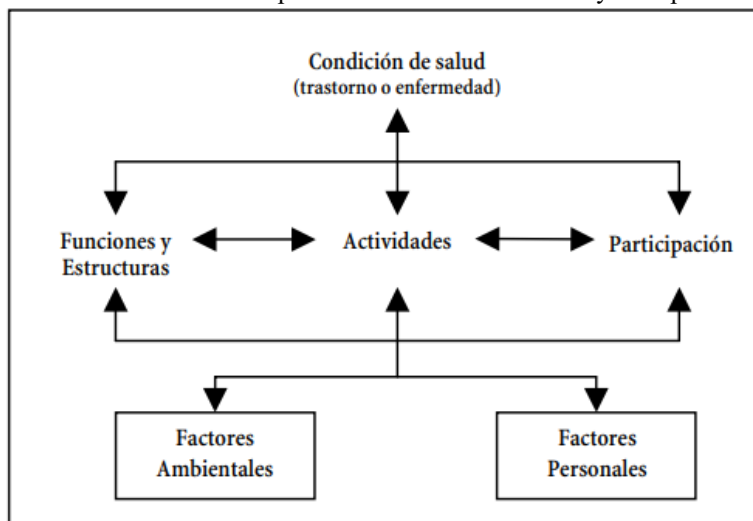 Condición de salud
(trastorno o enfermedad)
Funciones y
Estructuras
Actividades
Participación
Factores
Ambientales
Factores
Personales